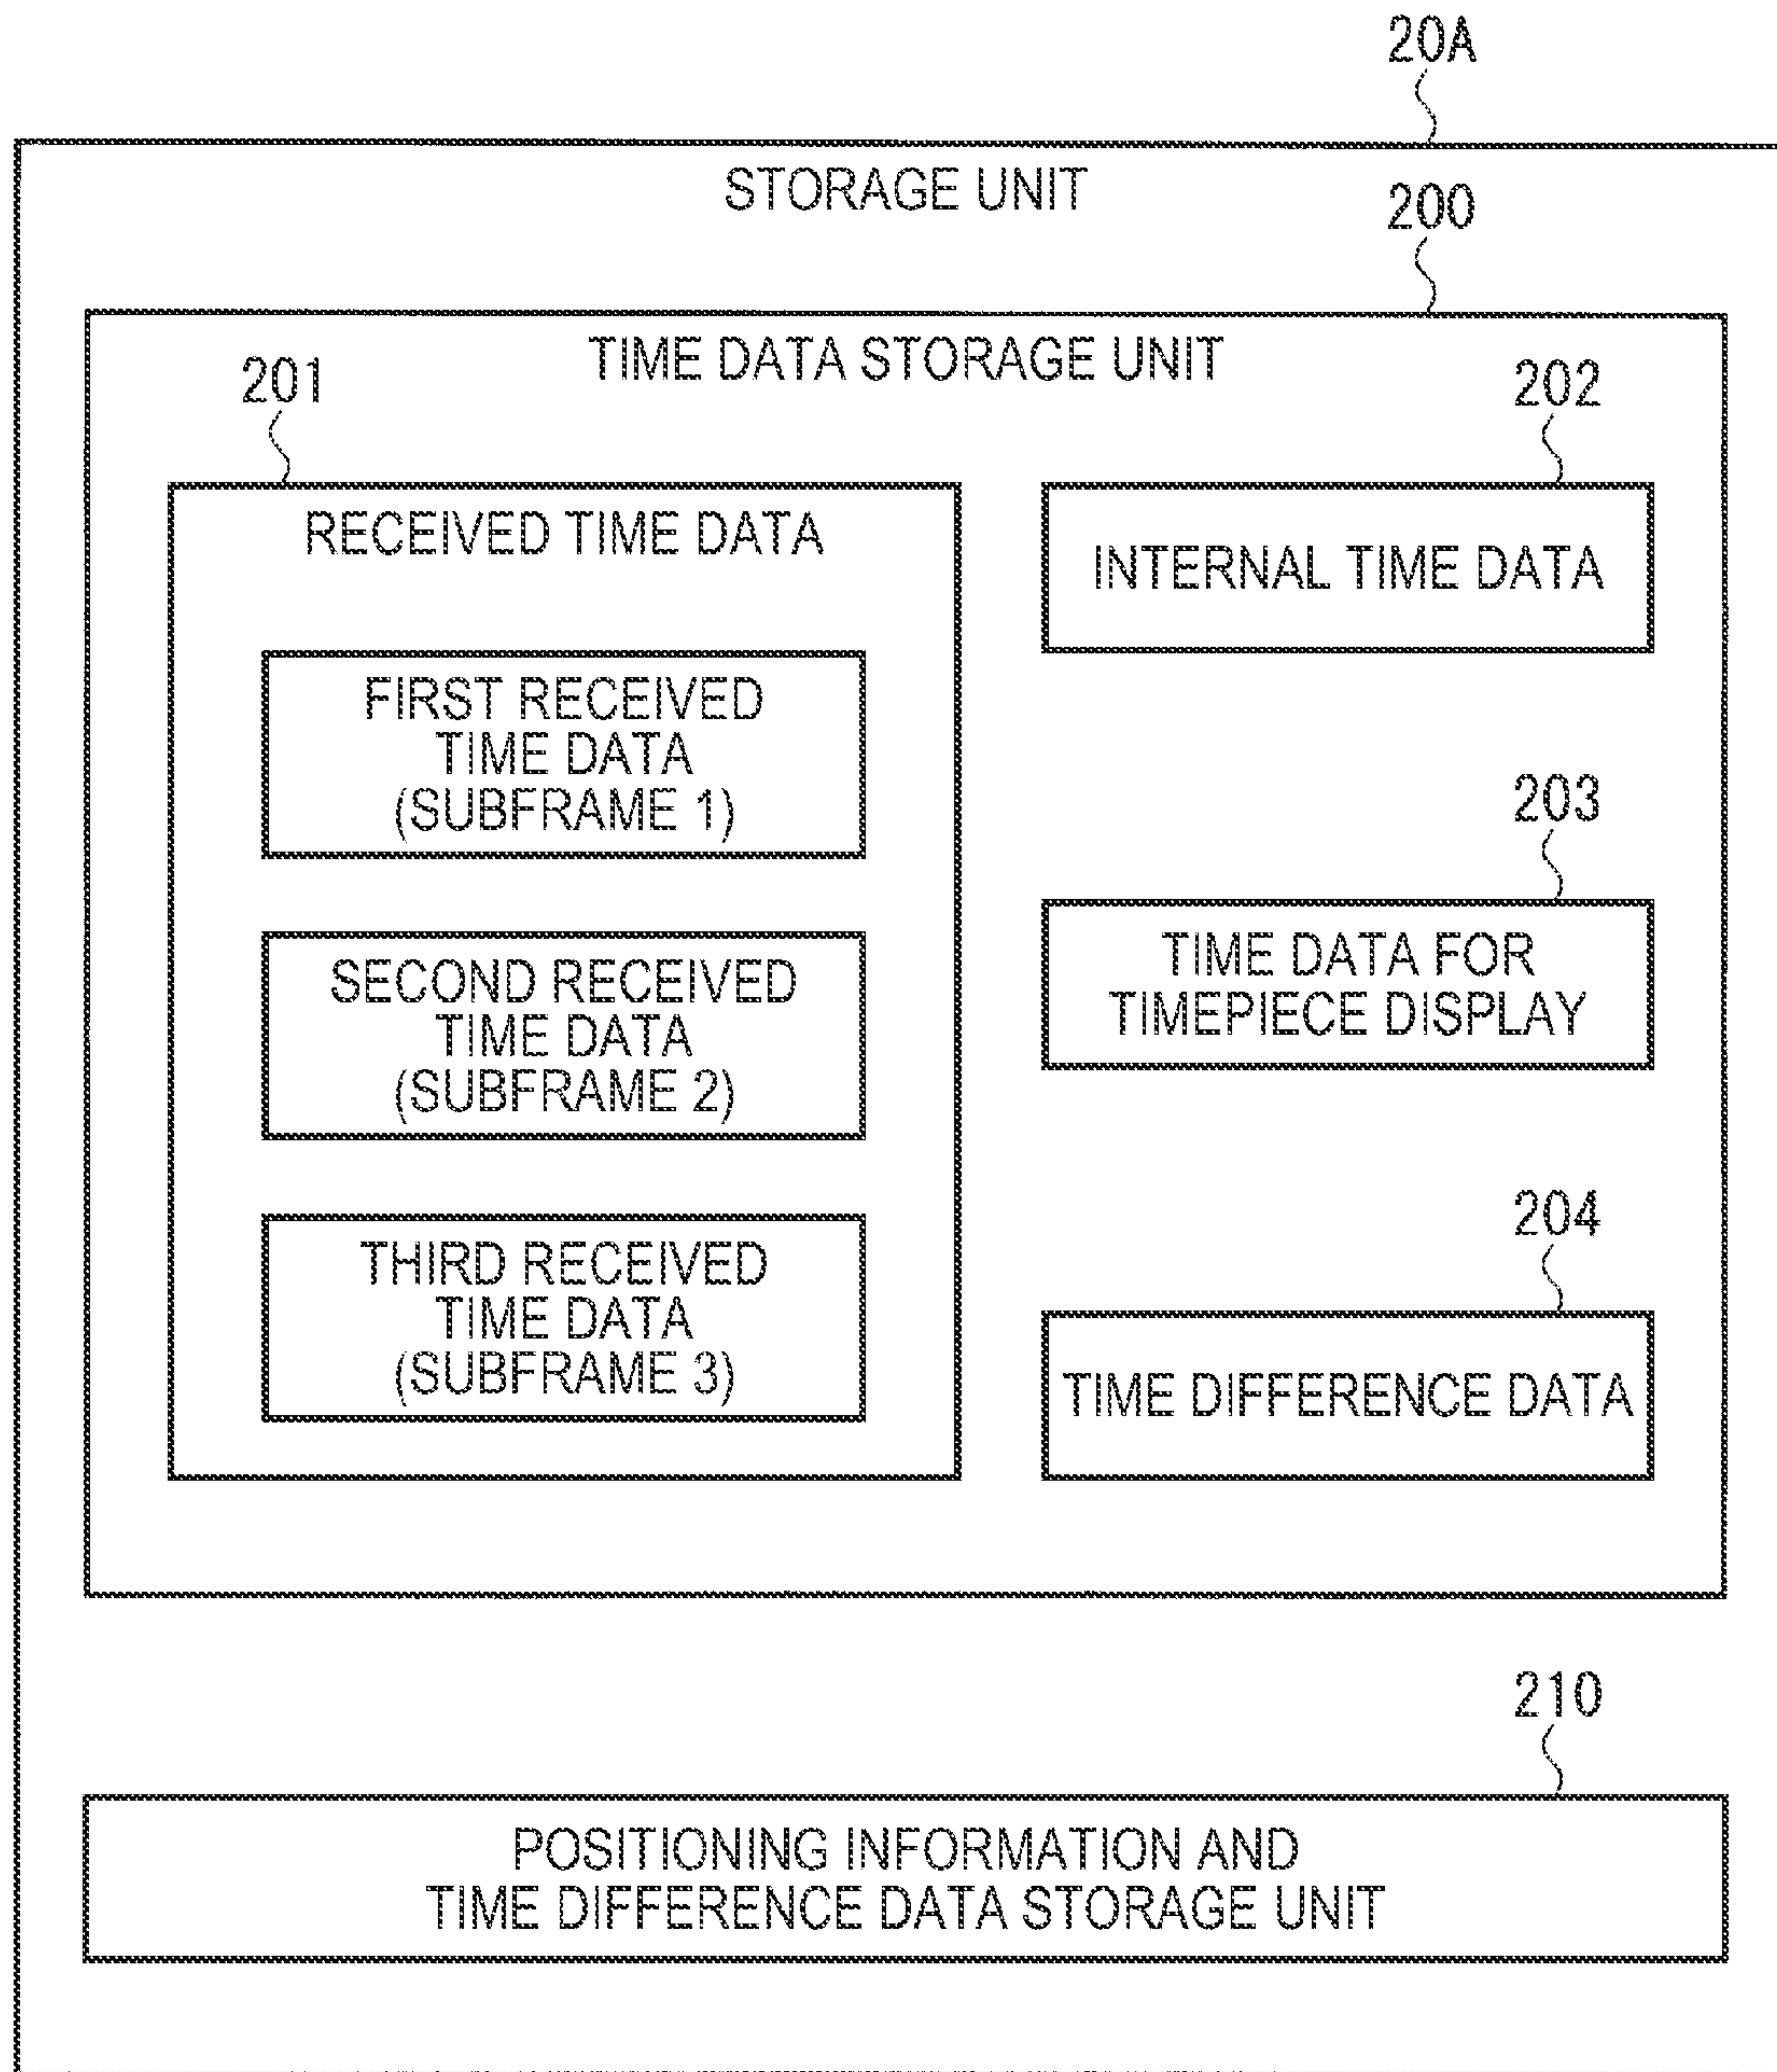 20A
STORAGE UNIT
200
TIME DATA STORAGE UNIT
201
RECEIVED TIME DATA
FIRST RECEIVED
TIME DATA
(SUBFRAME 1)
SECOND RECEIVED
TIME DATA
(SUBFRAME 2)
THIRD RECEIVED
TIME DATA
(SUBFRAME 3)
202
INTERNAL TIME DATA
203
TIME DATA FOR
TIMEPIECE DISPLAY
204
TIME DIFFERENCE DATA
210
POSITIONING INFORMATION AND
TIME DIFFERENCE DATA STORAGE UNIT